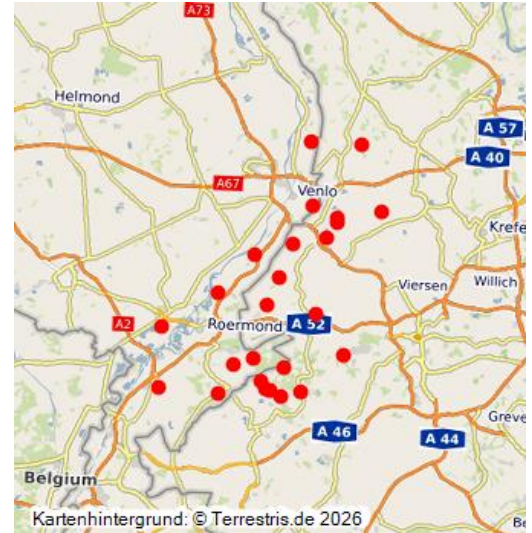 A73
Helmond
A 57
A 40
A67
Venlo
Krefe
Viersen
Willich
A2
Roermond
A 52
Greve
A 46
A 44
Belgium
Be
Kartenhintergrund: © Terrestris.de 2026